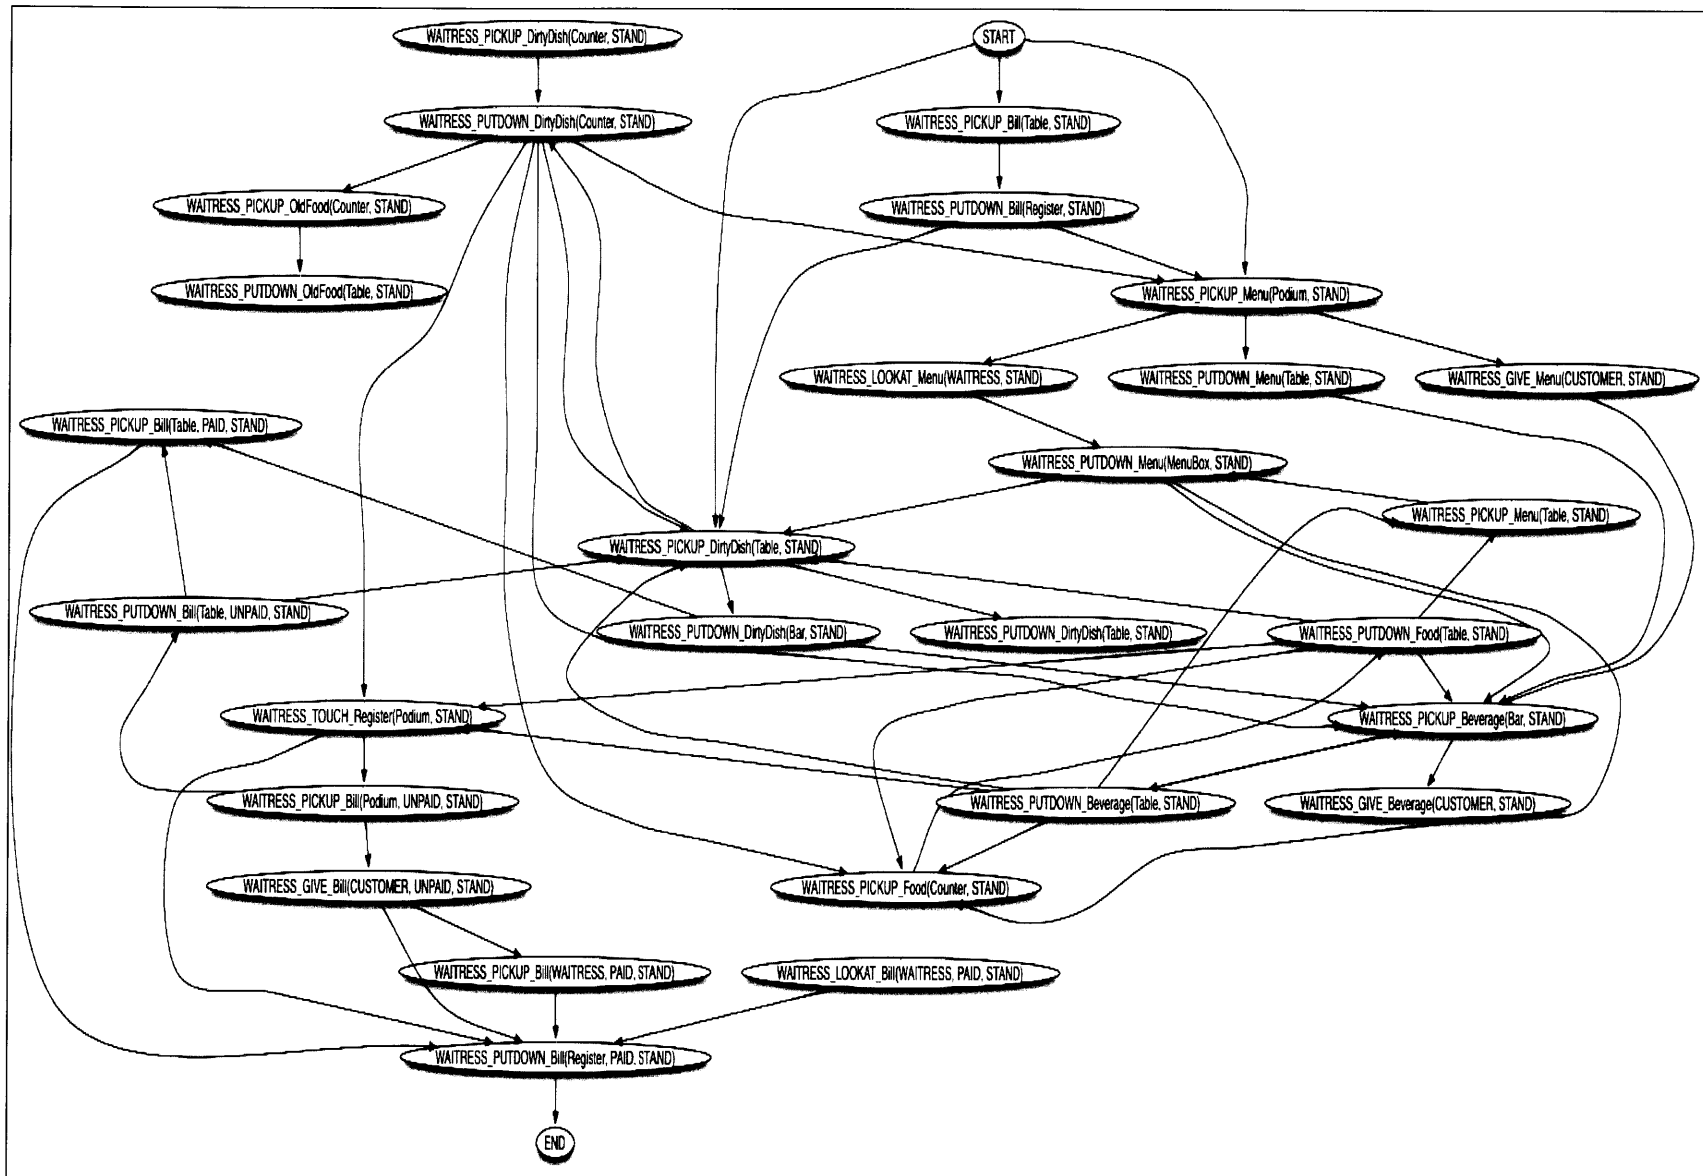 WAITRESS_PICKUP_DirtyDish(Counter, STAND)
START
WAITRESS_PUTDOWN_DirtyDish(Counter, STAND)
WAITRESS_PICKUP_Bill(Table, STAND)
WAITRESS_PICKUP_OldFood(Counter, STAND)
WAITRESS_PUTDOWN_Bill(Register, STAND)
WAITRESS_PUTDOWN_OldFood(Table, STAND)
WAITRESS_PICKUP_Menu(Podium, STAND)
WAITRESS_LOOKAT_Menu(WAITRESS, STAND)
WAITRESS_PUTDOWN_Menu(Table, STAND)
WAITRESS_GIVE_Menu(CUSTOMER, STAND)
WAITRESS_PICKUP_Bill(Table, PAID, STAND)
WAITRESS_PUTDOWN_Menu(MenuBox, STAND)
WAITRESS_PICKUP_Menu(Table, STAND)
WAITRESS_PICKUP_DirtyDish(Table, STAND)
WAITRESS_PUTDOWN_Bill(Table, UNPAID, STAND)
WAITRESS_PUTDOWN_DirtyDish(Bar, STAND)
WAITRESS_PUTDOWN_DirtyDish(Table, STAND)
WAITRESS_PUTDOWN_Food(Table, STAND)
WAITRESS_TOUCH_Register(Podium, STAND)
WAITRESS_PICKUP_Beverage(Bar, STAND)
WAITRESS_PICKUP_Bill(Podium, UNPAID, STAND)
WAITRESS_PUTDOWN_Beverage(Table, STAND)
WAITRESS_GIVE_Beverage(CUSTOMER, STAND)
WAITRESS_GIVE_Bill(CUSTOMER, UNPAID, STAND)
WAITRESS_PICKUP_Food(Counter, STAND)
WAITRESS_PICKUP_Bill(WAITRESS, PAID, STAND)
WAITRESS_LOOKAT_Bill(WAITRESS, PAID, STAND)
WAITRESS_PUTDOWN_Bill(Register, PAID, STAND)
END